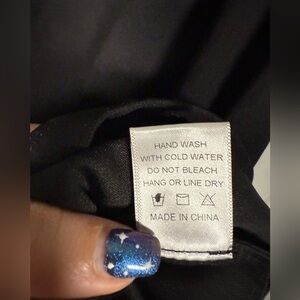 HAND WASH
WITH COLD WATER
DO NOT BLEACH
HANG OR LINE DRY
MADE IN CHINA